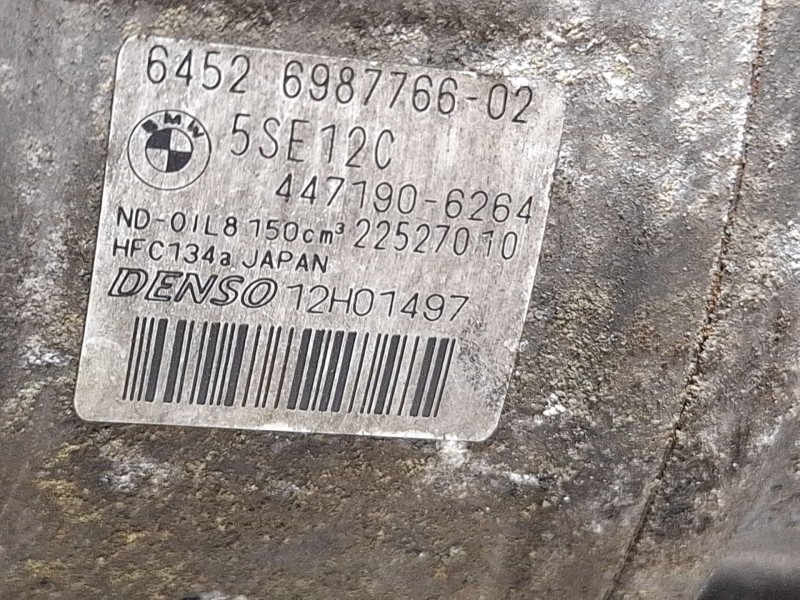 6452 6987766-02
BMW
5SE12C
447190-6264
ND-OIL8 150cm³ 22527010
HFC134a JAPAN
DENSO 12H01497